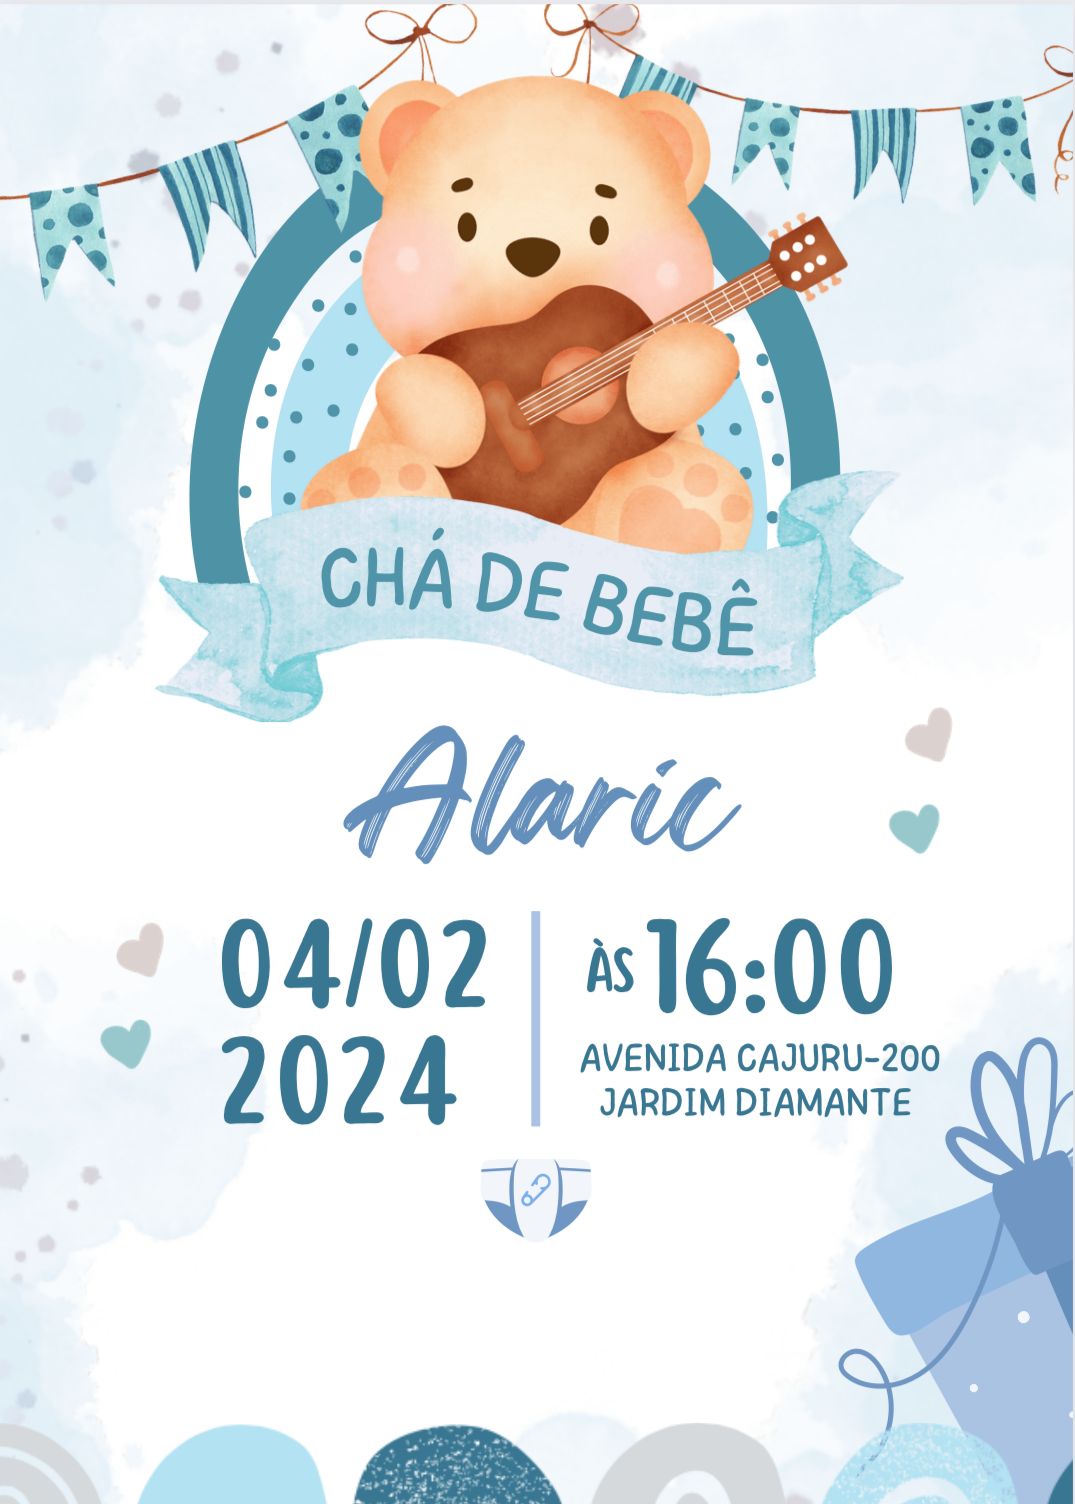 CHÁ DE BEBÊ
Alaric
04/02
2024
ÀS 16:00
AVENIDA CAJURU-200
JARDIM DIAMANTE